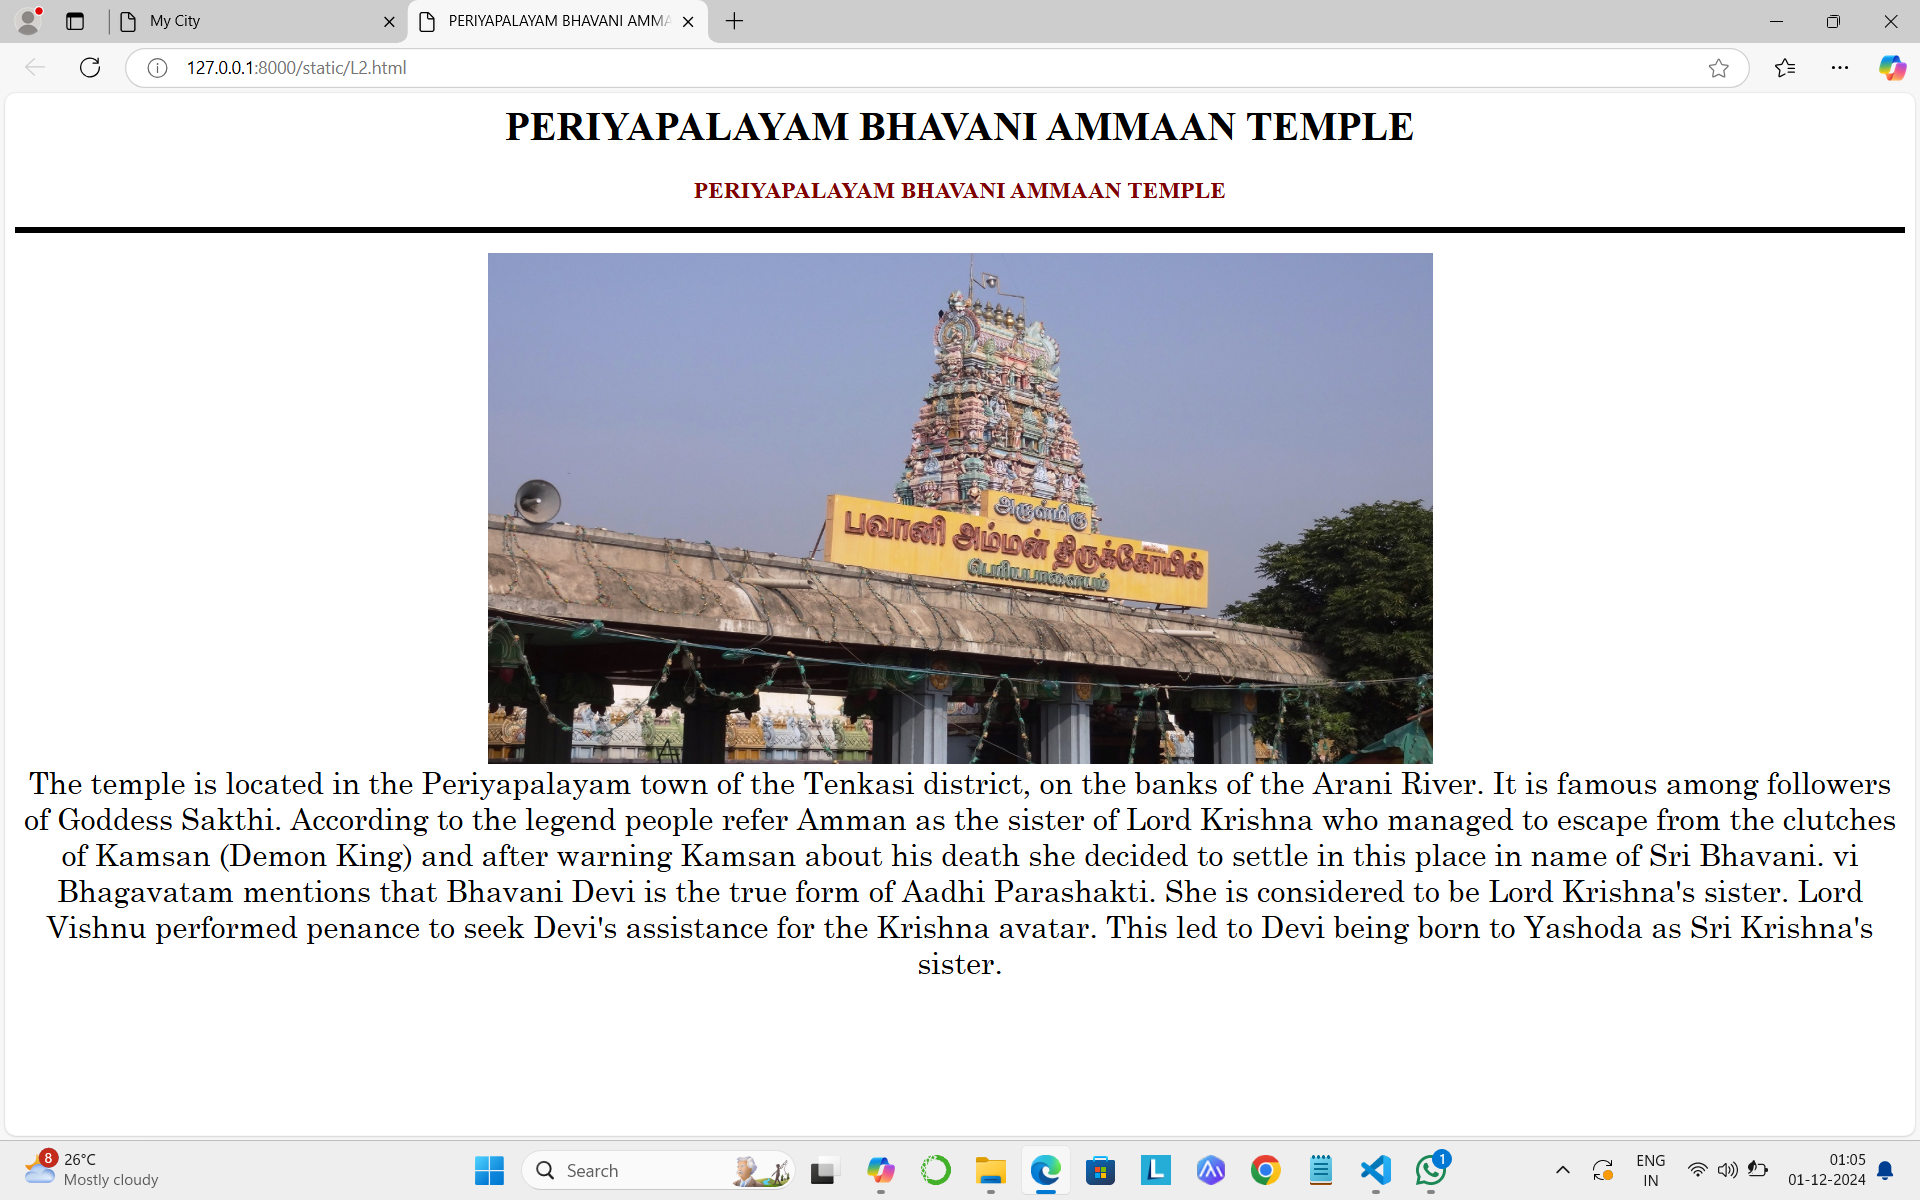 My City
PERIYAPALAYAM BHAVANI AMMA
127.0.0.1:8000/static/L2.html
PERIYAPALAYAM BHAVANI AMMAAN TEMPLE
PERIYAPALAYAM BHAVANI AMMAAN TEMPLE
அருள்மிகு
பவானி அம்மன் திருக்கோயில்
பெரியபாளையம்
The temple is located in the Periyapalayam town of the Tenkasi district, on the banks of the Arani River. It is famous among followers
of Goddess Sakthi. According to the legend people refer Amman as the sister of Lord Krishna who managed to escape from the clutches
of Kamsan (Demon King) and after warning Kamsan about his death she decided to settle in this place in name of Sri Bhavani. vi
Bhagavatam mentions that Bhavani Devi is the true form of Aadhi Parashakti. She is considered to be Lord Krishna's sister. Lord
Vishnu performed penance to seek Devi's assistance for the Krishna avatar. This led to Devi being born to Yashoda as Sri Krishna's
sister.
8
26°C
Mostly cloudy
Search
L
1
ENG
IN
01:05
01-12-2024